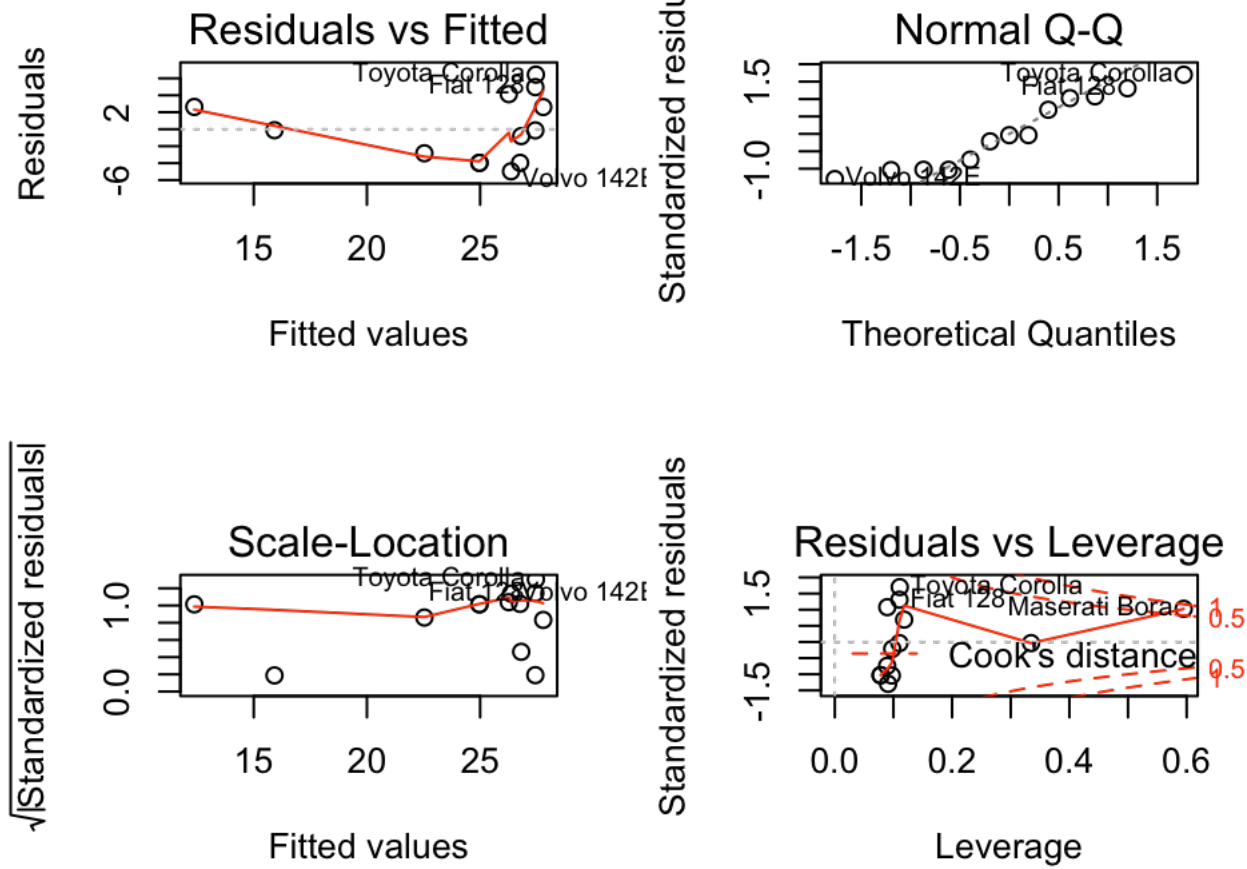 Residuals vs Fitted
Residuals
2
-6
Toyota Corolla
Fiat 128
Volvo 142E
15 20 25
Fitted values
Normal Q-Q
Standardized resid
1.5
-1.0
Toyota Corolla
Fiat 128
Volvo 142E
-1.5 -0.5 0.5 1.5
Theoretical Quantiles
Scale-Location
√|Standardized residuals|
1.0
0.0
Toyota Corolla
Fiat 128
Volvo 142E
15 20 25
Fitted values
Residuals vs Leverage
Standardized residuals
1.5
-1.5
Toyota Corolla
Fiat 128
Maserati Bora
Cook's distance
1
0.5
0.5
1
0.0 0.2 0.4 0.6
Leverage